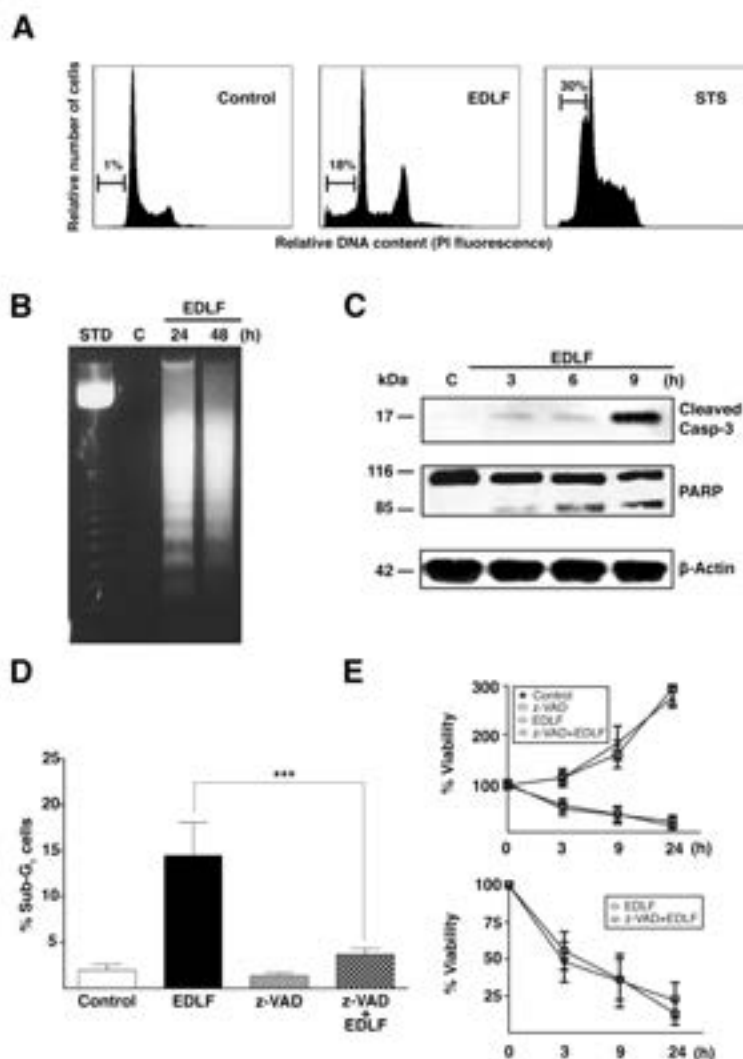 A
Relative number of cells
Control
1%
EDLF
18%
STS
30%
Relative DNA content (PI fluorescence)
B
EDLF
STD C 24 48 (h)
C
EDLF
kDa C 3 6 9 (h)
17
Cleaved
Casp-3
116
85
PARP
42
β-Actin
D
% Sub-G₁ cells
25
20
15
10
5
***
Control EDLF z-VAD z-VAD
+
EDLF
E
% Viability
300
200
100
Control
z-VAD
EDLF
z-VAD+EDLF
0 3 9 24 (h)
% Viability
100
75
50
25
EDLF
z-VAD+EDLF
0 3 9 24 (h)